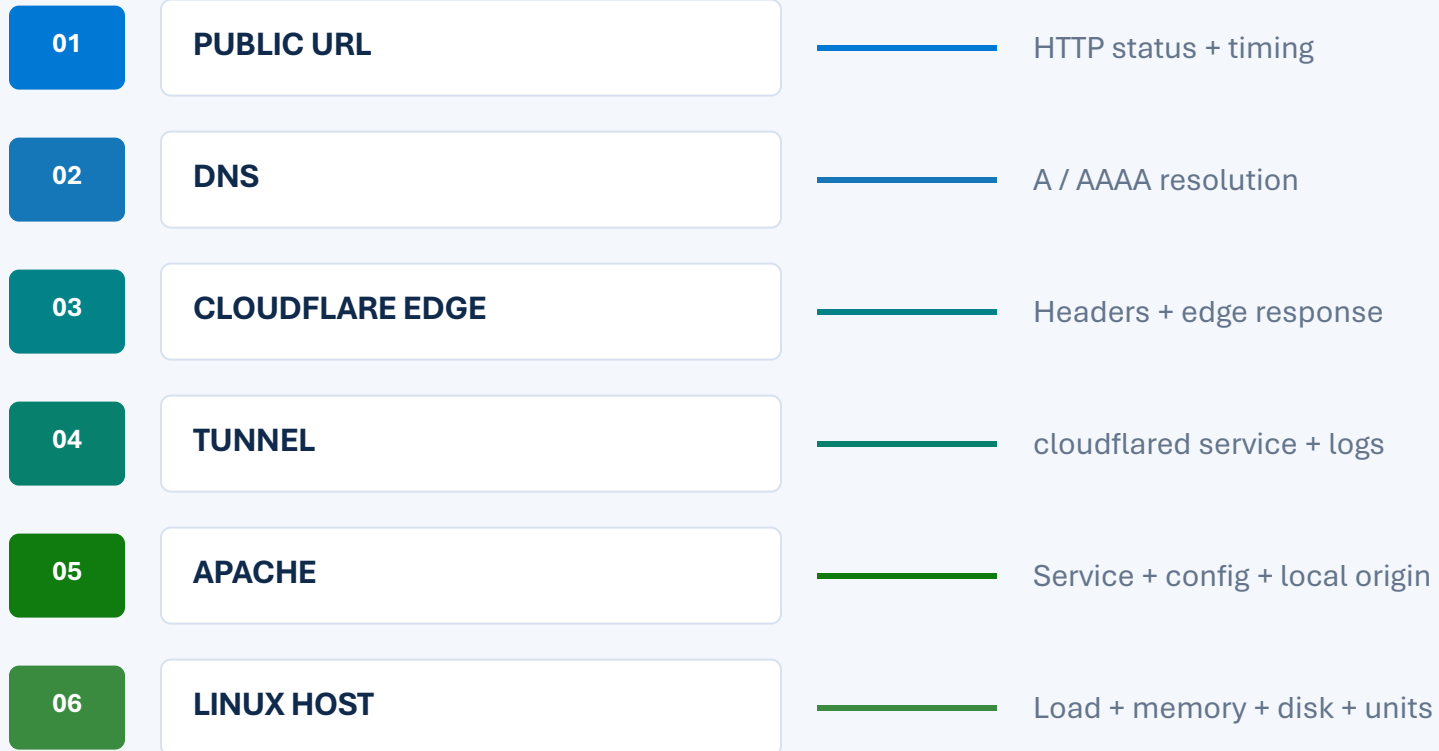 01 PUBLIC URL HTTP status + timing
02 DNS A / AAAA resolution
03 CLOUDFLARE EDGE Headers + edge response
04 TUNNEL cloudflared service + logs
05 APACHE Service + config + local origin
06 LINUX HOST Load + memory + disk + units